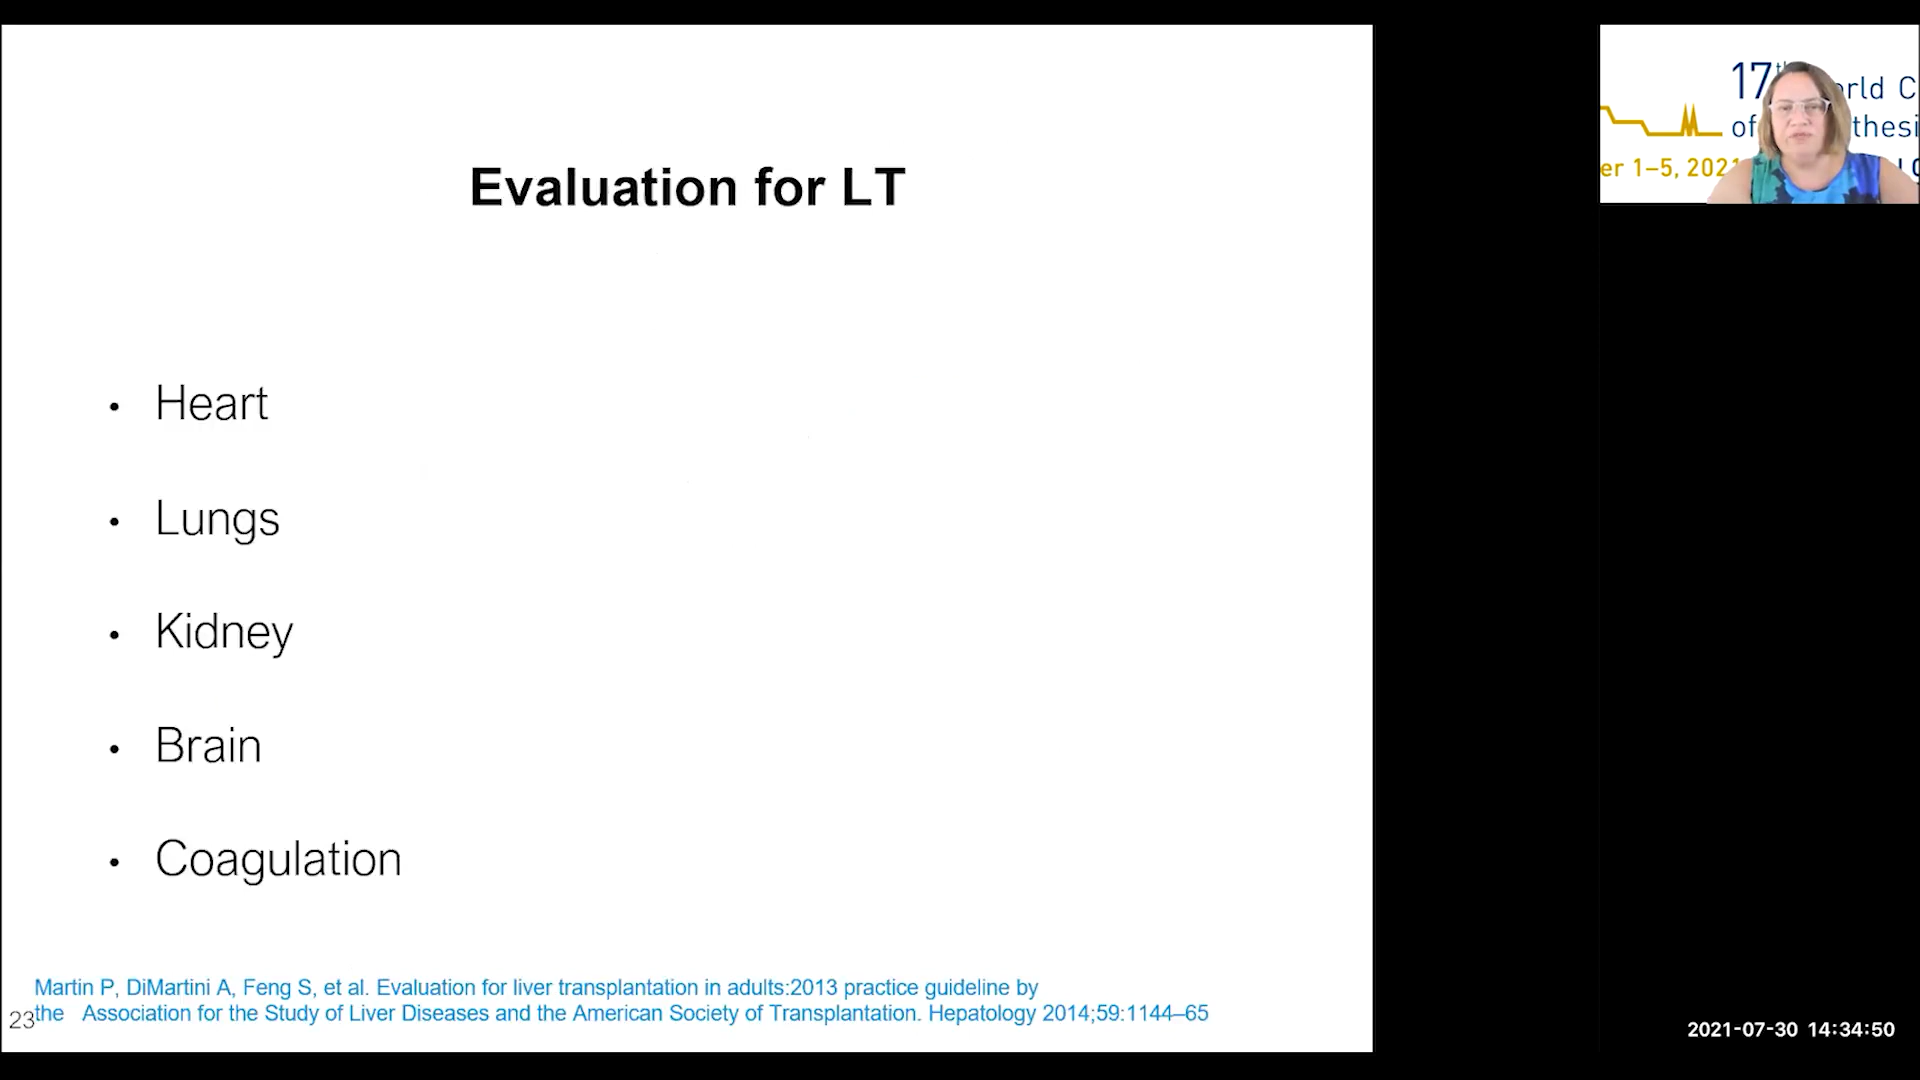 Evaluation for LT
• Heart
• Lungs
• Kidney
• Brain
• Coagulation
Martin P, DiMartini A, Feng S, et al. Evaluation for liver transplantation in adults:2013 practice guideline by
the Association for the Study of Liver Diseases and the American Society of Transplantation. Hepatology 2014;59:1144–65
23
17th orld C
of thesi
er 1–5, 2021
2021-07-30 14:34:50